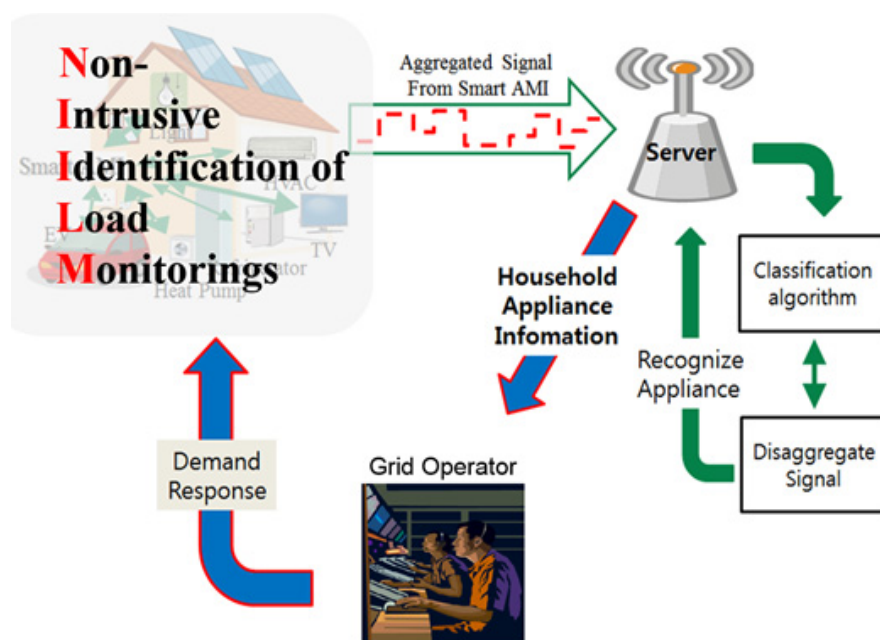 Non-
Intrusive
Identification of
Load
Monitorings
Light
HVAC
EV
TV
Heat Pump
Aggregated Signal
From Smart AMI
Server
Household
Appliance
Infomation
Classification
algorithm
Recognize
Appliance
Disaggregate
Signal
Demand
Response
Grid Operator